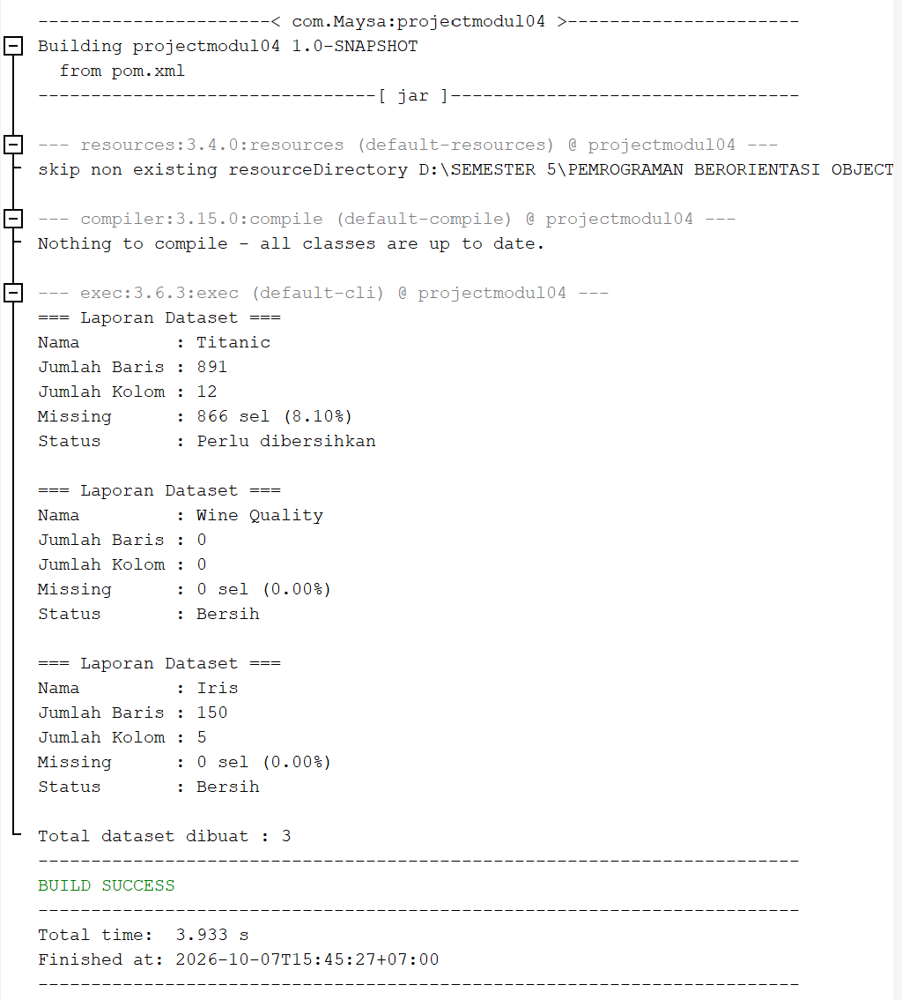 ----------------------< com.Maysa:projectmodul04 >----------------------
Building projectmodul04 1.0-SNAPSHOT
  from pom.xml
--------------------------------[ jar ]---------------------------------

--- resources:3.4.0:resources (default-resources) @ projectmodul04 ---
skip non existing resourceDirectory D:\SEMESTER 5\PEMROGRAMAN BERORIENTASI OBJECT

--- compiler:3.15.0:compile (default-compile) @ projectmodul04 ---
Nothing to compile - all classes are up to date.

--- exec:3.6.3:exec (default-cli) @ projectmodul04 ---
=== Laporan Dataset ===
Nama         : Titanic
Jumlah Baris : 891
Jumlah Kolom : 12
Missing      : 866 sel (8.10%)
Status       : Perlu dibersihkan

=== Laporan Dataset ===
Nama         : Wine Quality
Jumlah Baris : 0
Jumlah Kolom : 0
Missing      : 0 sel (0.00%)
Status       : Bersih

=== Laporan Dataset ===
Nama         : Iris
Jumlah Baris : 150
Jumlah Kolom : 5
Missing      : 0 sel (0.00%)
Status       : Bersih

Total dataset dibuat : 3
------------------------------------------------------------------------
BUILD SUCCESS
------------------------------------------------------------------------
Total time:  3.933 s
Finished at: 2026-10-07T15:45:27+07:00
------------------------------------------------------------------------